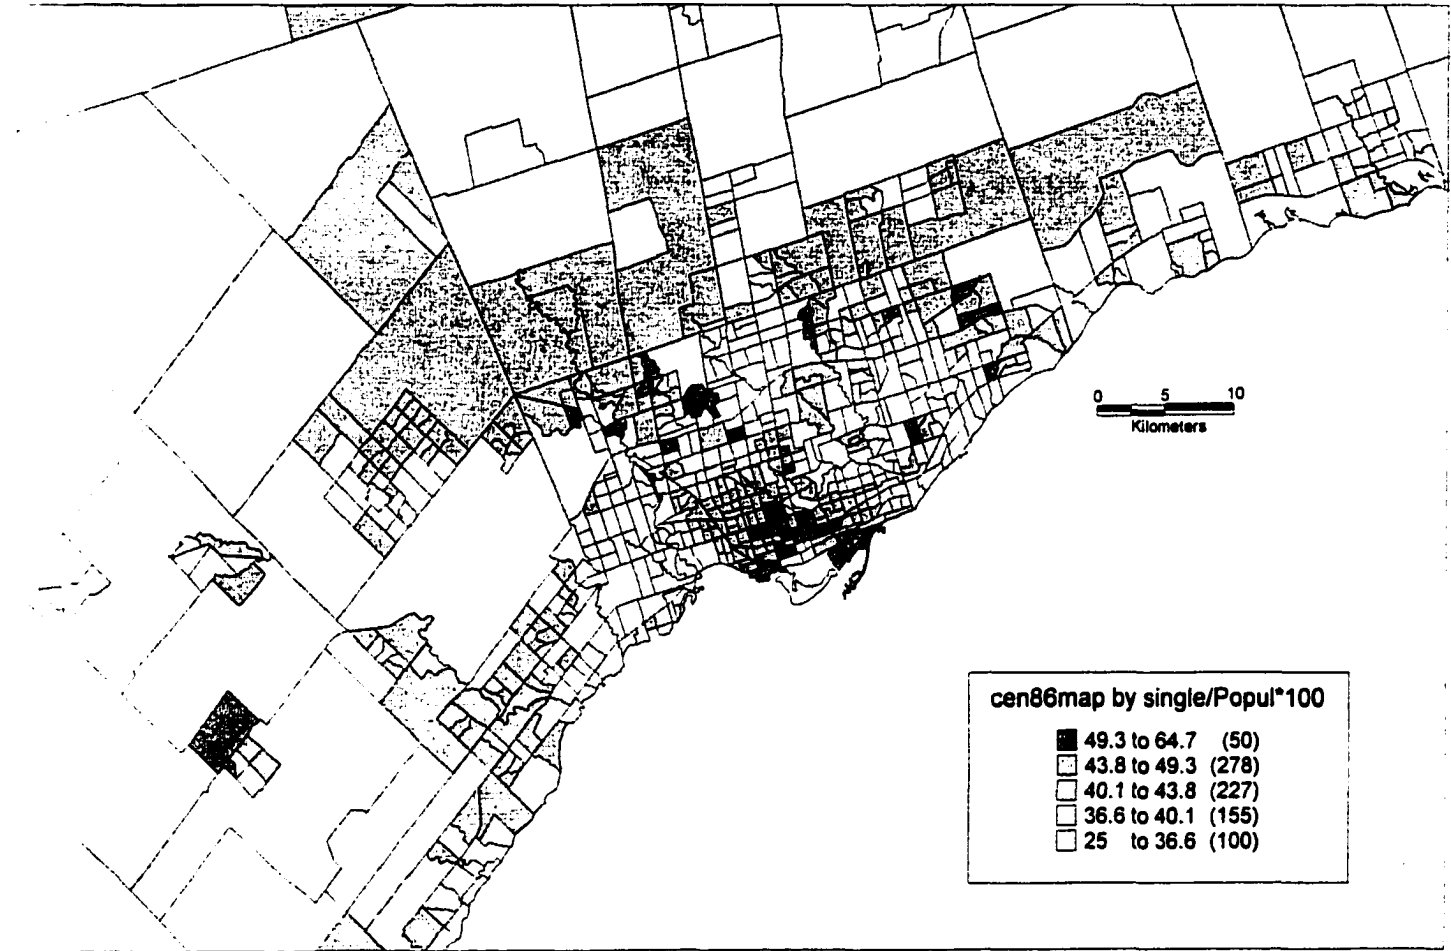 0 5 10
Kilometers
cen86map by single/Popul*100
49.3 to 64.7 (50)
43.8 to 49.3 (278)
40.1 to 43.8 (227)
36.6 to 40.1 (155)
25 to 36.6 (100)